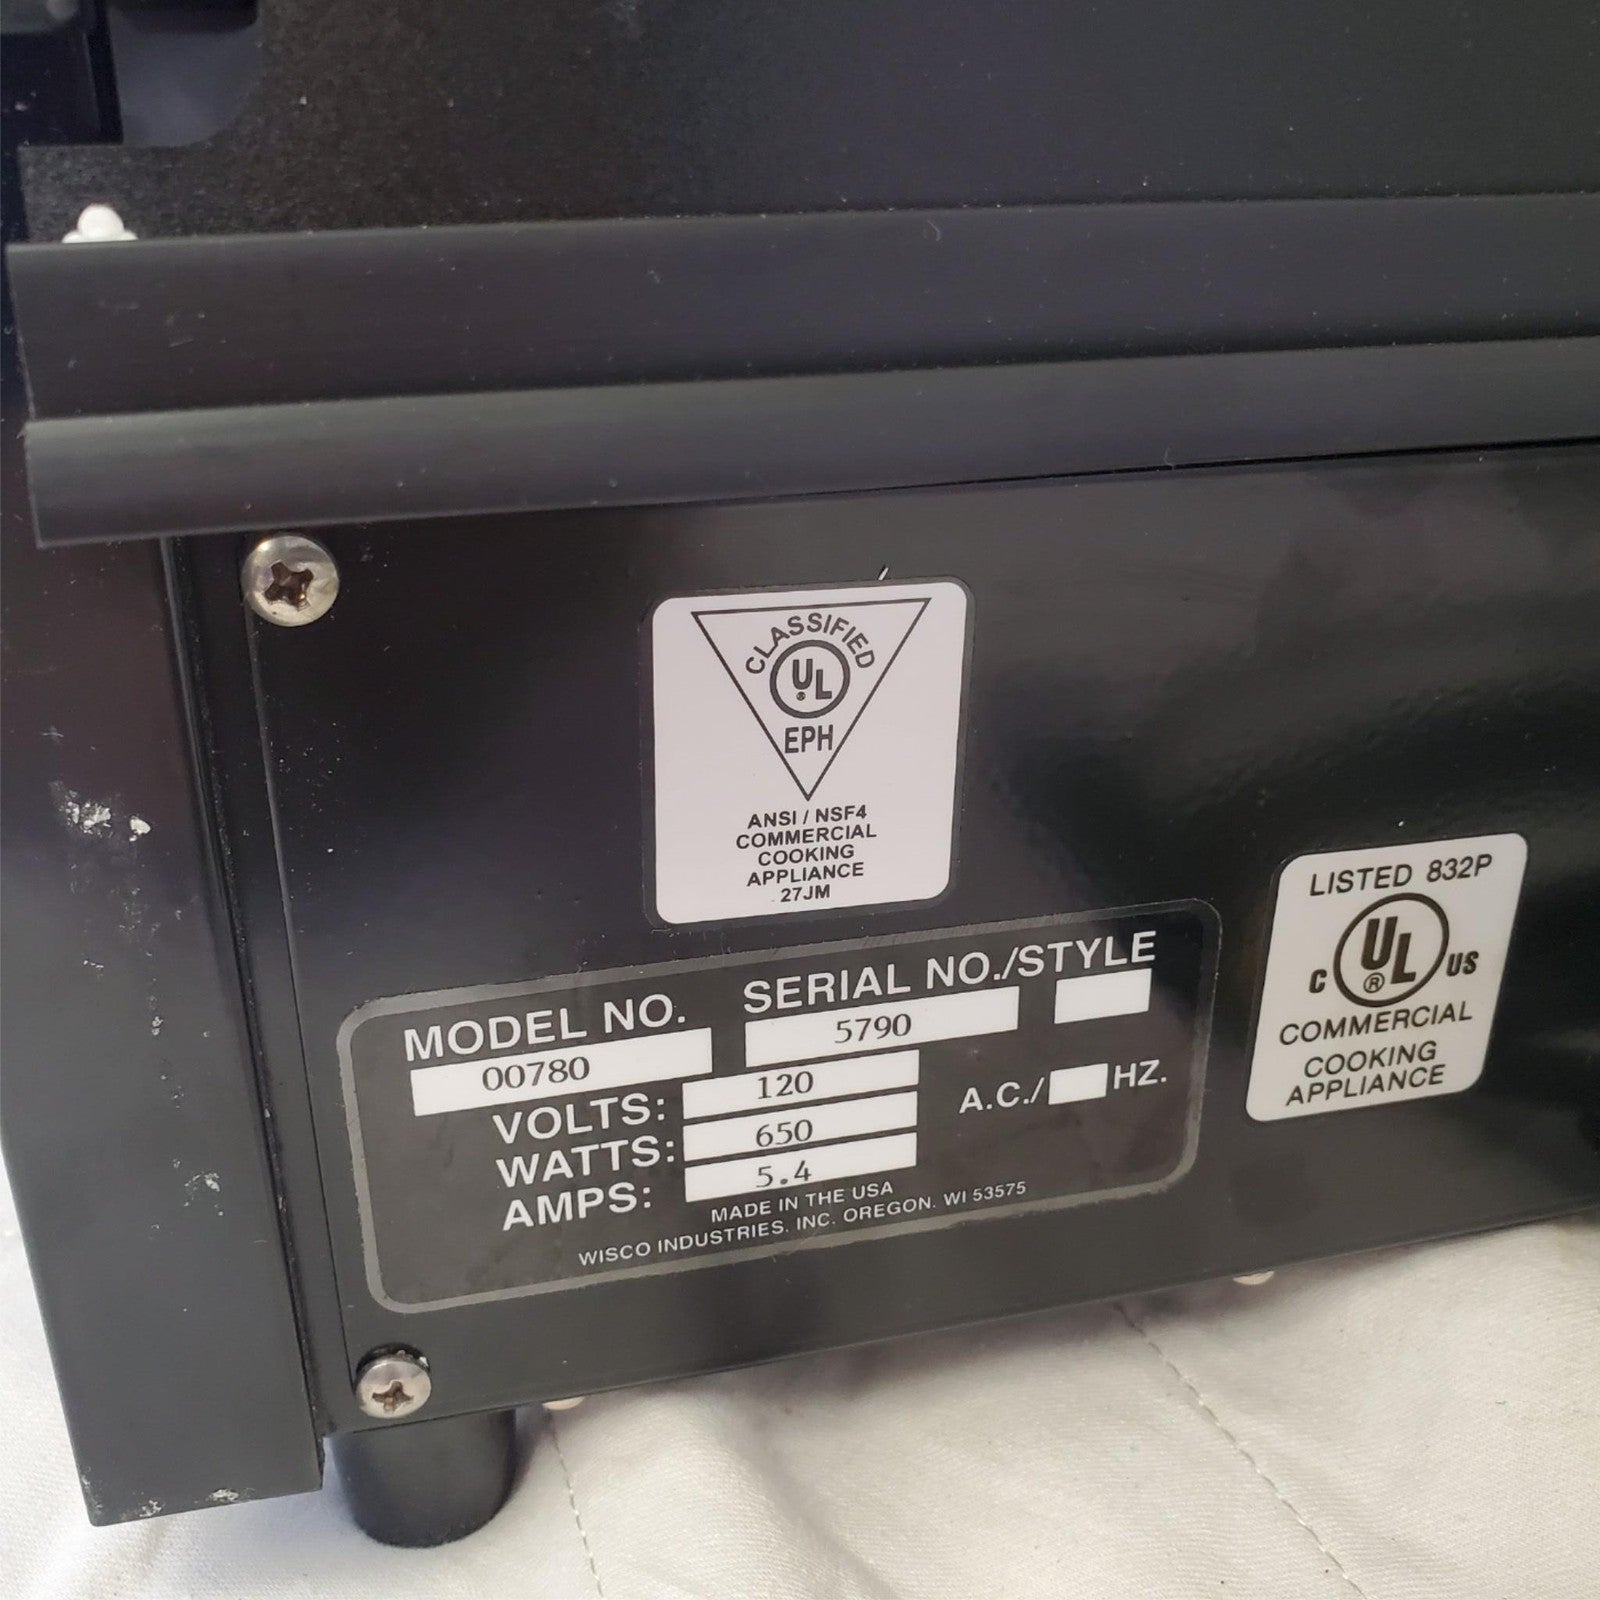 CLASSIFIED
UL
EPH
ANSI / NSF4
COMMERCIAL
COOKING
APPLIANCE
27JM
LISTED 832P
C UL® US
COMMERCIAL
COOKING
APPLIANCE
MODEL NO. SERIAL NO./STYLE
00780 5790
VOLTS: 120 A.C./ HZ.
WATTS: 650
AMPS: 5.4
MADE IN THE USA
WISCO INDUSTRIES, INC. OREGON, WI 53575